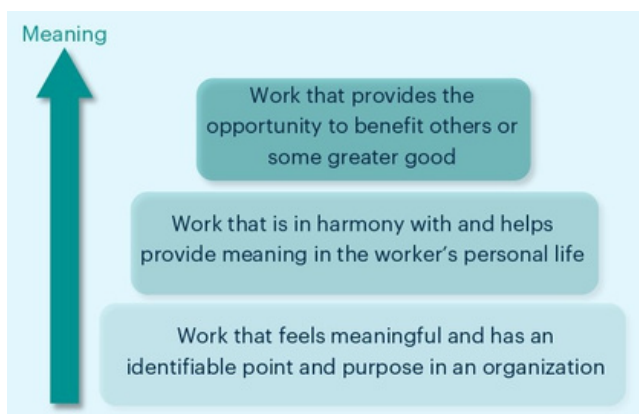 Meaning
Work that provides the
opportunity to benefit others or
some greater good
Work that is in harmony with and helps
provide meaning in the worker's personal life
Work that feels meaningful and has an
identifiable point and purpose in an organization